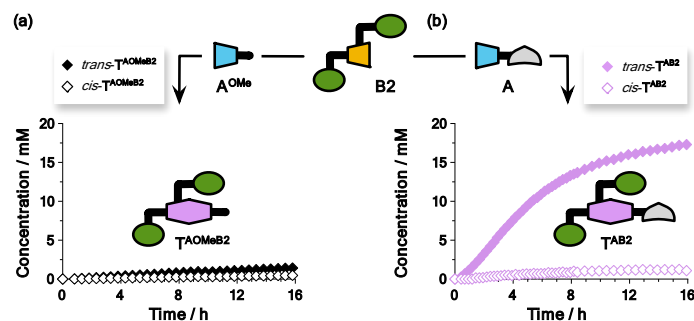 (a)
trans-T^AOMeB2
cis-T^AOMeB2
A^OMe
B2
A
(b)
trans-T^AB2
cis-T^AB2
Concentration / mM
20
15
10
5
0
0 4 8 12 16
Time / h
T^AOMeB2
Concentration / mM
20
15
10
5
0
0 4 8 12 16
Time / h
T^AB2